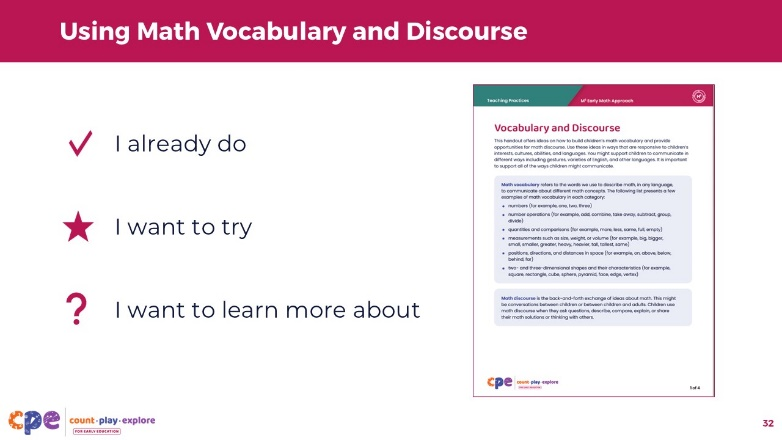 Using Math Vocabulary and Discourse
I already do
I want to try
I want to learn more about
Teaching Practices
M⁵ Early Math Approach
Vocabulary and Discourse
This handout offers ideas on how to build children's math vocabulary and provide
opportunities for math discourse. Use these ideas in ways that are responsive to children's
interests, cultures, abilities, and languages. You might support children to communicate in
different ways including gestures, varieties of English, and other languages. It is important
to support all of the ways children might communicate.
Math vocabulary refers to the words we use to describe math, in any language,
to communicate about different math concepts. The following list presents a few
examples of math vocabulary in each category:
• numbers (for example, one, two, three)
• number operations (for example, add, combine, take away, subtract, group,
divide)
• quantities and comparisons (for example, more, less, same, full, empty)
• measurements such as size, weight, or volume (for example, big, bigger,
small, smaller, greater, heavy, heavier, tall, tallest, same)
• positions, directions, and distances in space (for example, on, above, below,
behind, far)
• two- and three-dimensional shapes and their characteristics (for example,
square, rectangle, cube, sphere, pyramid, face, edge, vertex)
Math discourse is the back-and-forth exchange of ideas about math. This might
be conversations between children or between children and adults. Children use
math discourse when they ask questions, describe, compare, explain, or share
their math solutions or thinking with others.
cpe count·play·explore
1 of 4
cpe count·play·explore
FOR EARLY EDUCATION
32